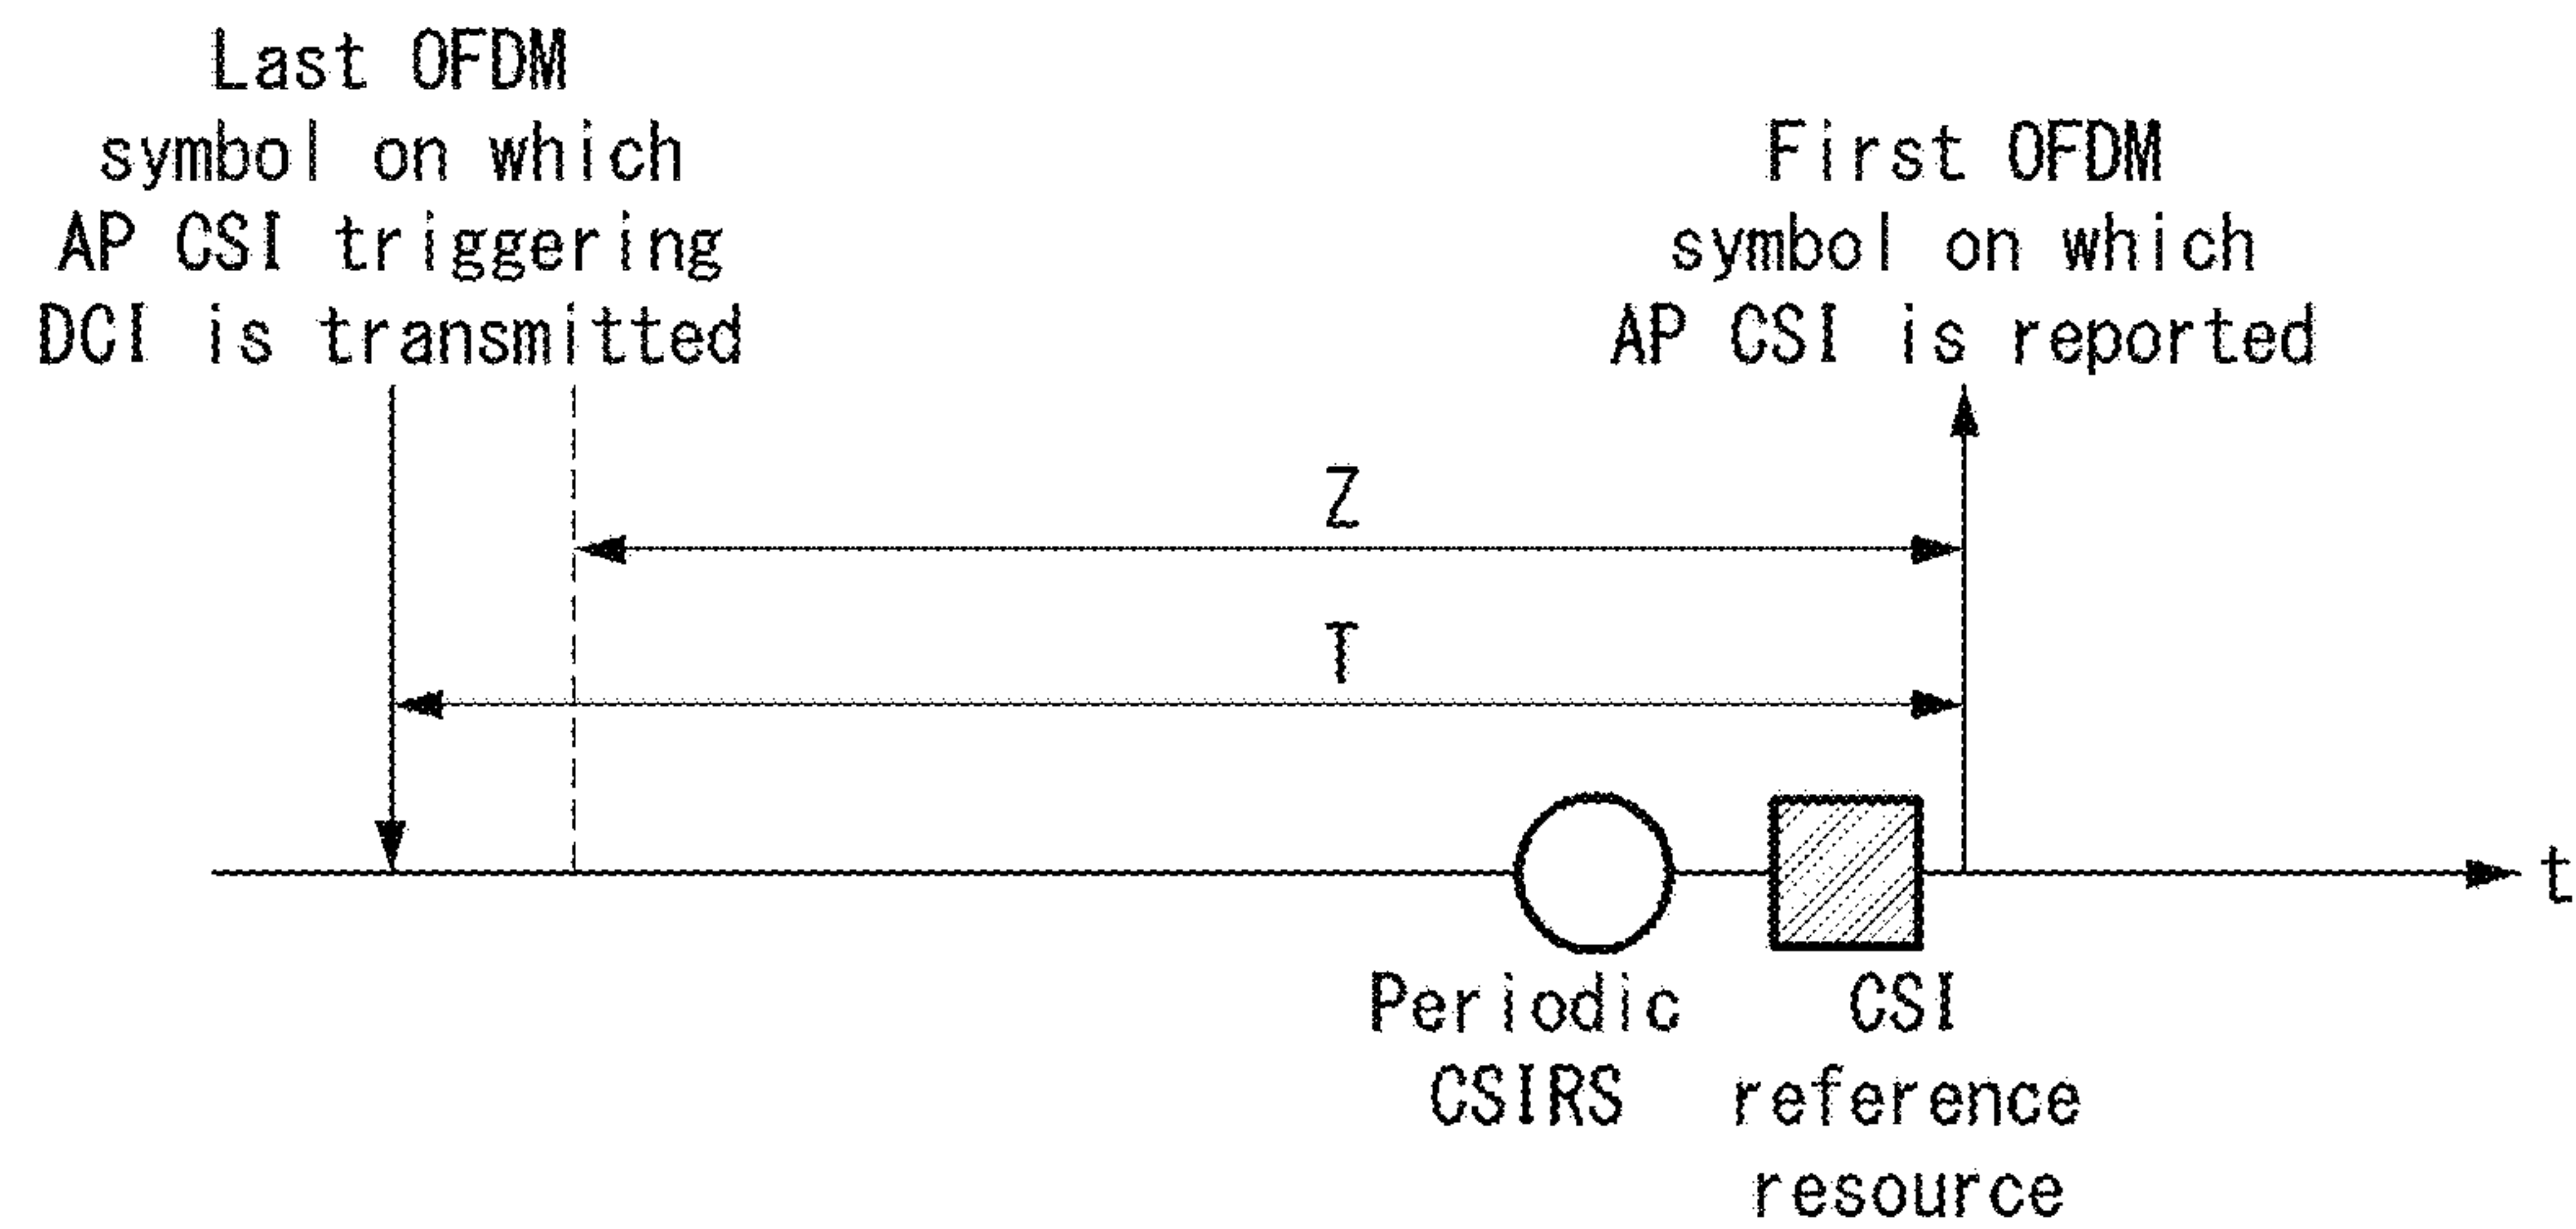 Last OFDM
symbol on which
AP CSI triggering
DCI is transmitted
First OFDM
symbol on which
AP CSI is reported
Z
T
t
Periodic
CSIRS
CSI
reference
resource